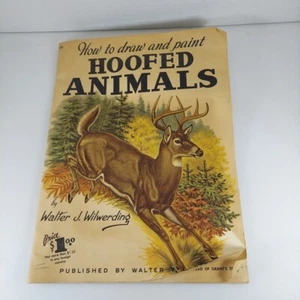 How to draw and paint
HOOFED
ANIMALS
by
Walter J. Wilwerding
Price
$1.00
PUBLISHED BY WALTER